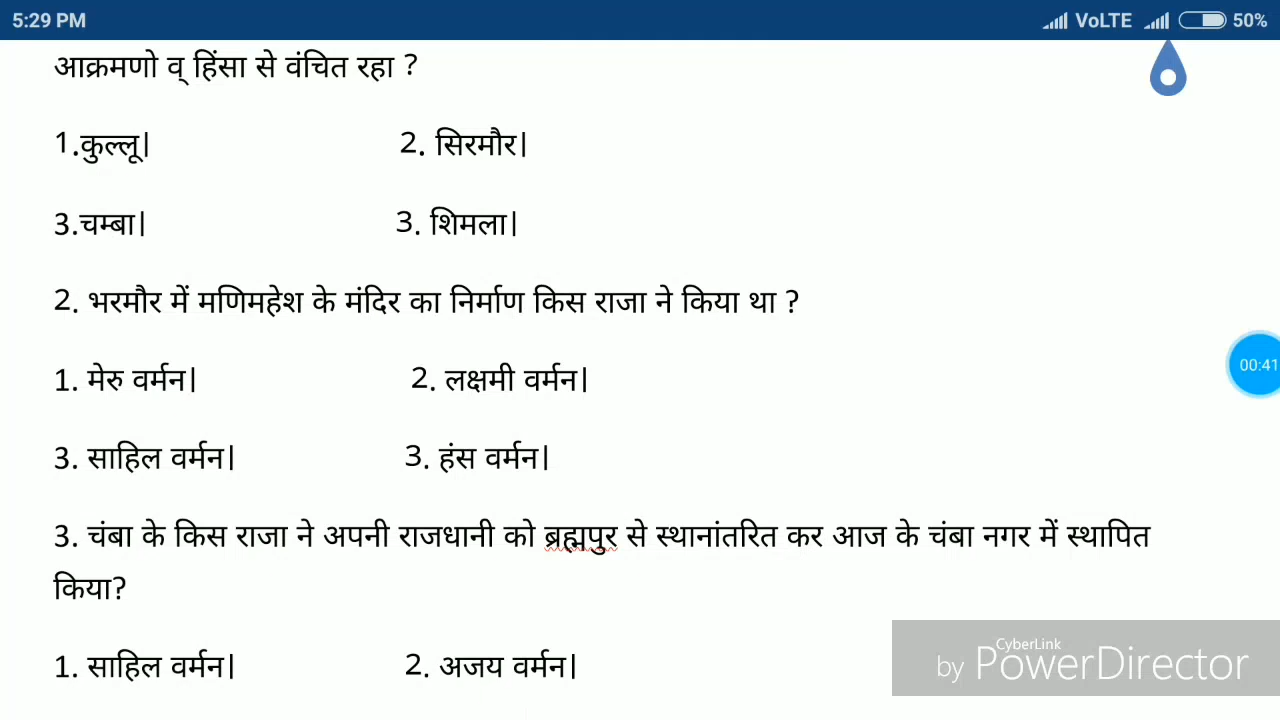 5:29 PM VoLTE 50%
आक्रमणो व् हिंसा से वंचित रहा ?
1.कुल्लू| 2. सिरमौर|
3.चम्बा| 3. शिमला|
2. भरमौर में मणिमहेश के मंदिर का निर्माण किस राजा ने किया था ?
00:41
1. मेरु वर्मन| 2. लक्षमी वर्मन|
3. साहिल वर्मन| 3. हंस वर्मन|
3. चंबा के किस राजा ने अपनी राजधानी को ब्रह्मपुर से स्थानांतरित कर आज के चंबा नगर में स्थापित
किया?
1. साहिल वर्मन| 2. अजय वर्मन|
CyberLink
by PowerDirector